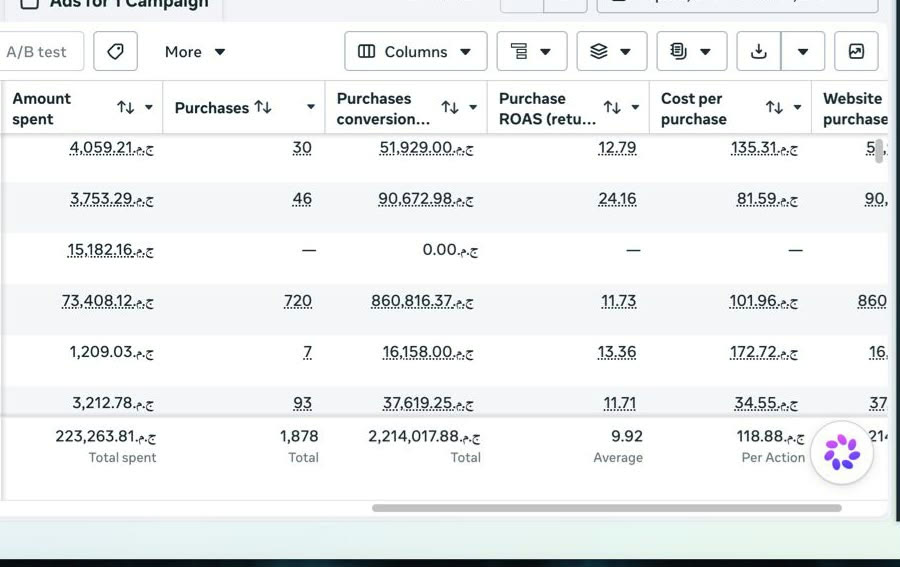 Ads for 1 Campaign
A/B test
More
Columns
Amount spent
Purchases
Purchases conversion...
Purchase ROAS (retu...
Cost per purchase
Website purchase
4,059.21ج.م. 30 51,929.00ج.م. 12.79 135.31ج.م.
3,753.29ج.م. 46 90,672.98ج.م. 24.16 81.59ج.م. 90,
15,182.16ج.م. — 0.00ج.م. — —
73,408.12ج.م. 720 860,816.37ج.م. 11.73 101.96ج.م. 860
1,209.03ج.م. 7 16,158.00ج.م. 13.36 172.72ج.م. 16,
3,212.78ج.م. 93 37,619.25ج.م. 11.71 34.55ج.م. 37
223,263.81ج.م. 1,878 2,214,017.88ج.م. 9.92 118.88ج.م.
Total spent Total Total Average Per Action